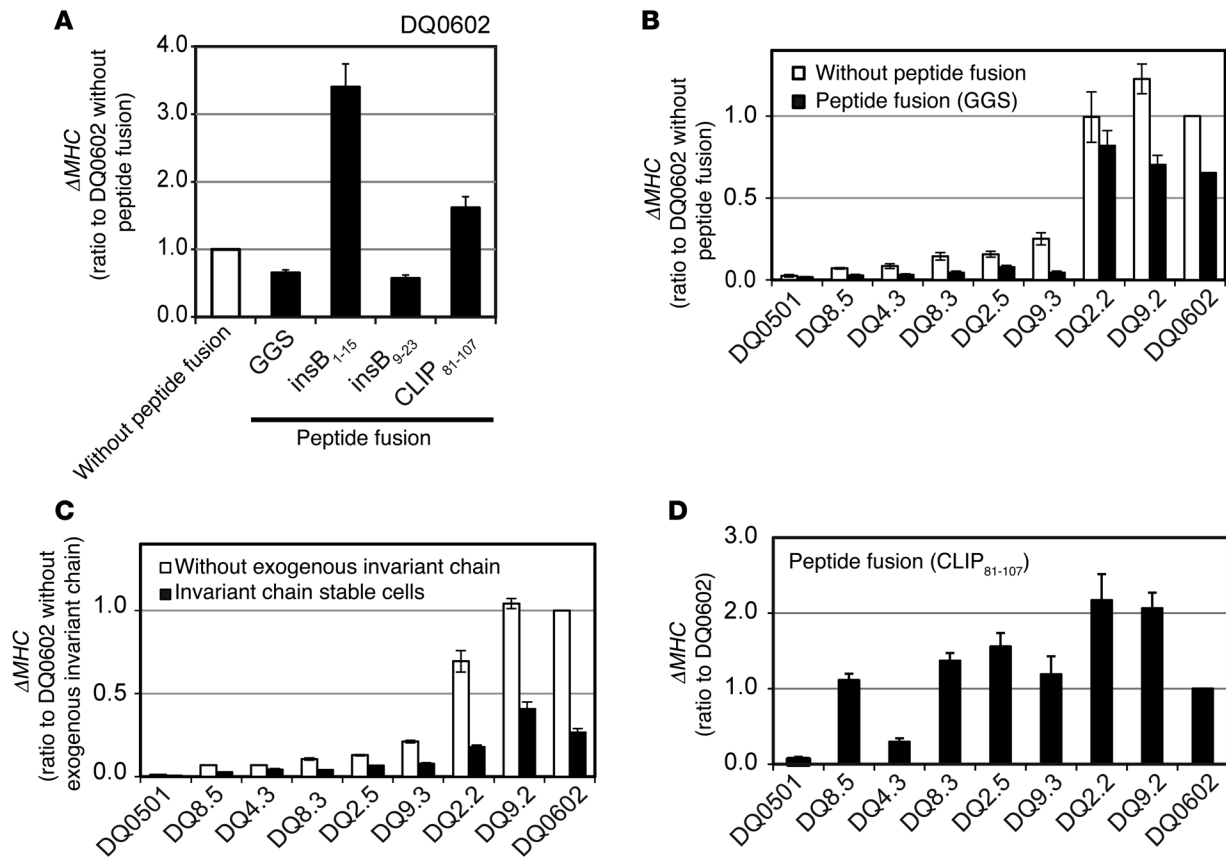 A
DQ0602
ΔMHC
(ratio to DQ0602 without
peptide fusion)
4.0
3.0
2.0
1.0
0.0
Without peptide fusion
GGS
insB1-15
insB9-23
CLIP81-107
Peptide fusion
B
ΔMHC
(ratio to DQ0602 without
peptide fusion)
Without peptide fusion
Peptide fusion (GGS)
1.0
0.5
0.0
DQ0501
DQ8.5
DQ4.3
DQ8.3
DQ2.5
DQ9.3
DQ2.2
DQ9.2
DQ0602
C
ΔMHC
(ratio to DQ0602 without
exogenous invariant chain)
Without exogenous invariant chain
Invariant chain stable cells
1.0
0.5
0.0
DQ0501
DQ8.5
DQ4.3
DQ8.3
DQ2.5
DQ9.3
DQ2.2
DQ9.2
DQ0602
D
ΔMHC
(ratio to DQ0602)
Peptide fusion (CLIP81-107)
3.0
2.0
1.0
0.0
DQ0501
DQ8.5
DQ4.3
DQ8.3
DQ2.5
DQ9.3
DQ2.2
DQ9.2
DQ0602